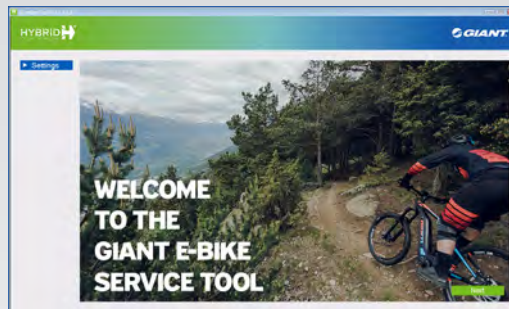 HYBRID
GIANT
Settings
WELCOME
TO THE
GIANT E-BIKE
SERVICE TOOL
Next